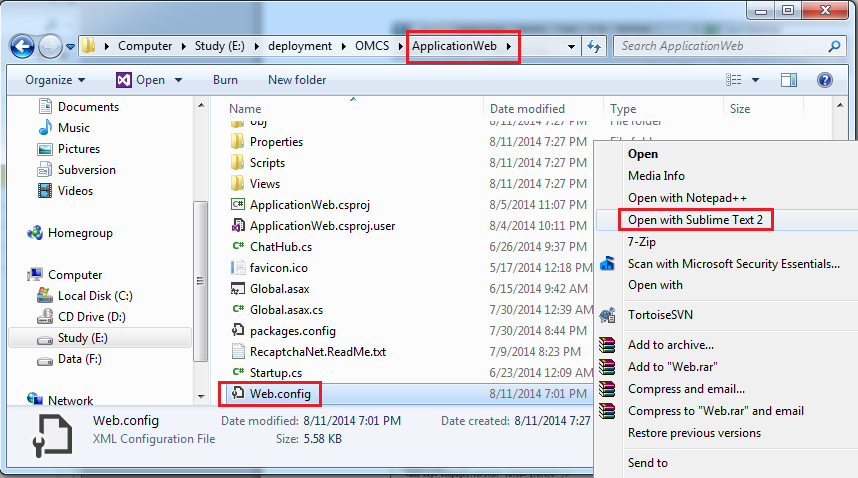 Computer Study (E:) deployment OMCS ApplicationWeb
Search ApplicationWeb
Organize Open Burn New folder
Documents
Music
Pictures
Subversion
Videos
Homegroup
Computer
Local Disk (C:)
CD Drive (D:)
Study (E:)
Data (F:)
Network
Name Date modified Type Size
obj 8/11/2014 7:27 PM File folder
Properties 8/11/2014 7:27 PM File folder
Scripts 8/11/2014 7:27 PM
Views 8/11/2014 7:27 PM
ApplicationWeb.csproj 8/5/2014 11:07 PM
ApplicationWeb.csproj.user 8/4/2014 10:11 PM
ChatHub.cs 6/26/2014 9:37 PM
favicon.ico 5/17/2014 12:18 PM
Global.asax 6/15/2014 9:42 AM
Global.asax.cs 7/30/2014 12:39 AM
packages.config 7/30/2014 8:44 PM
RecaptchaNet.ReadMe.txt 7/9/2014 8:23 PM
Startup.cs 6/23/2014 12:09 AM
Web.config 8/11/2014 7:01 PM
Open
Media Info
Open with Notepad++
Open with Sublime Text 2
7-Zip
Scan with Microsoft Security Essentials...
Open with
TortoiseSVN
Add to archive...
Add to "Web.rar"
Compress and email...
Compress to "Web.rar" and email
Restore previous versions
Send to
Web.config Date modified: 8/11/2014 7:01 PM Date created: 8/11/2014 7:27
XML Configuration File Size: 5.58 KB